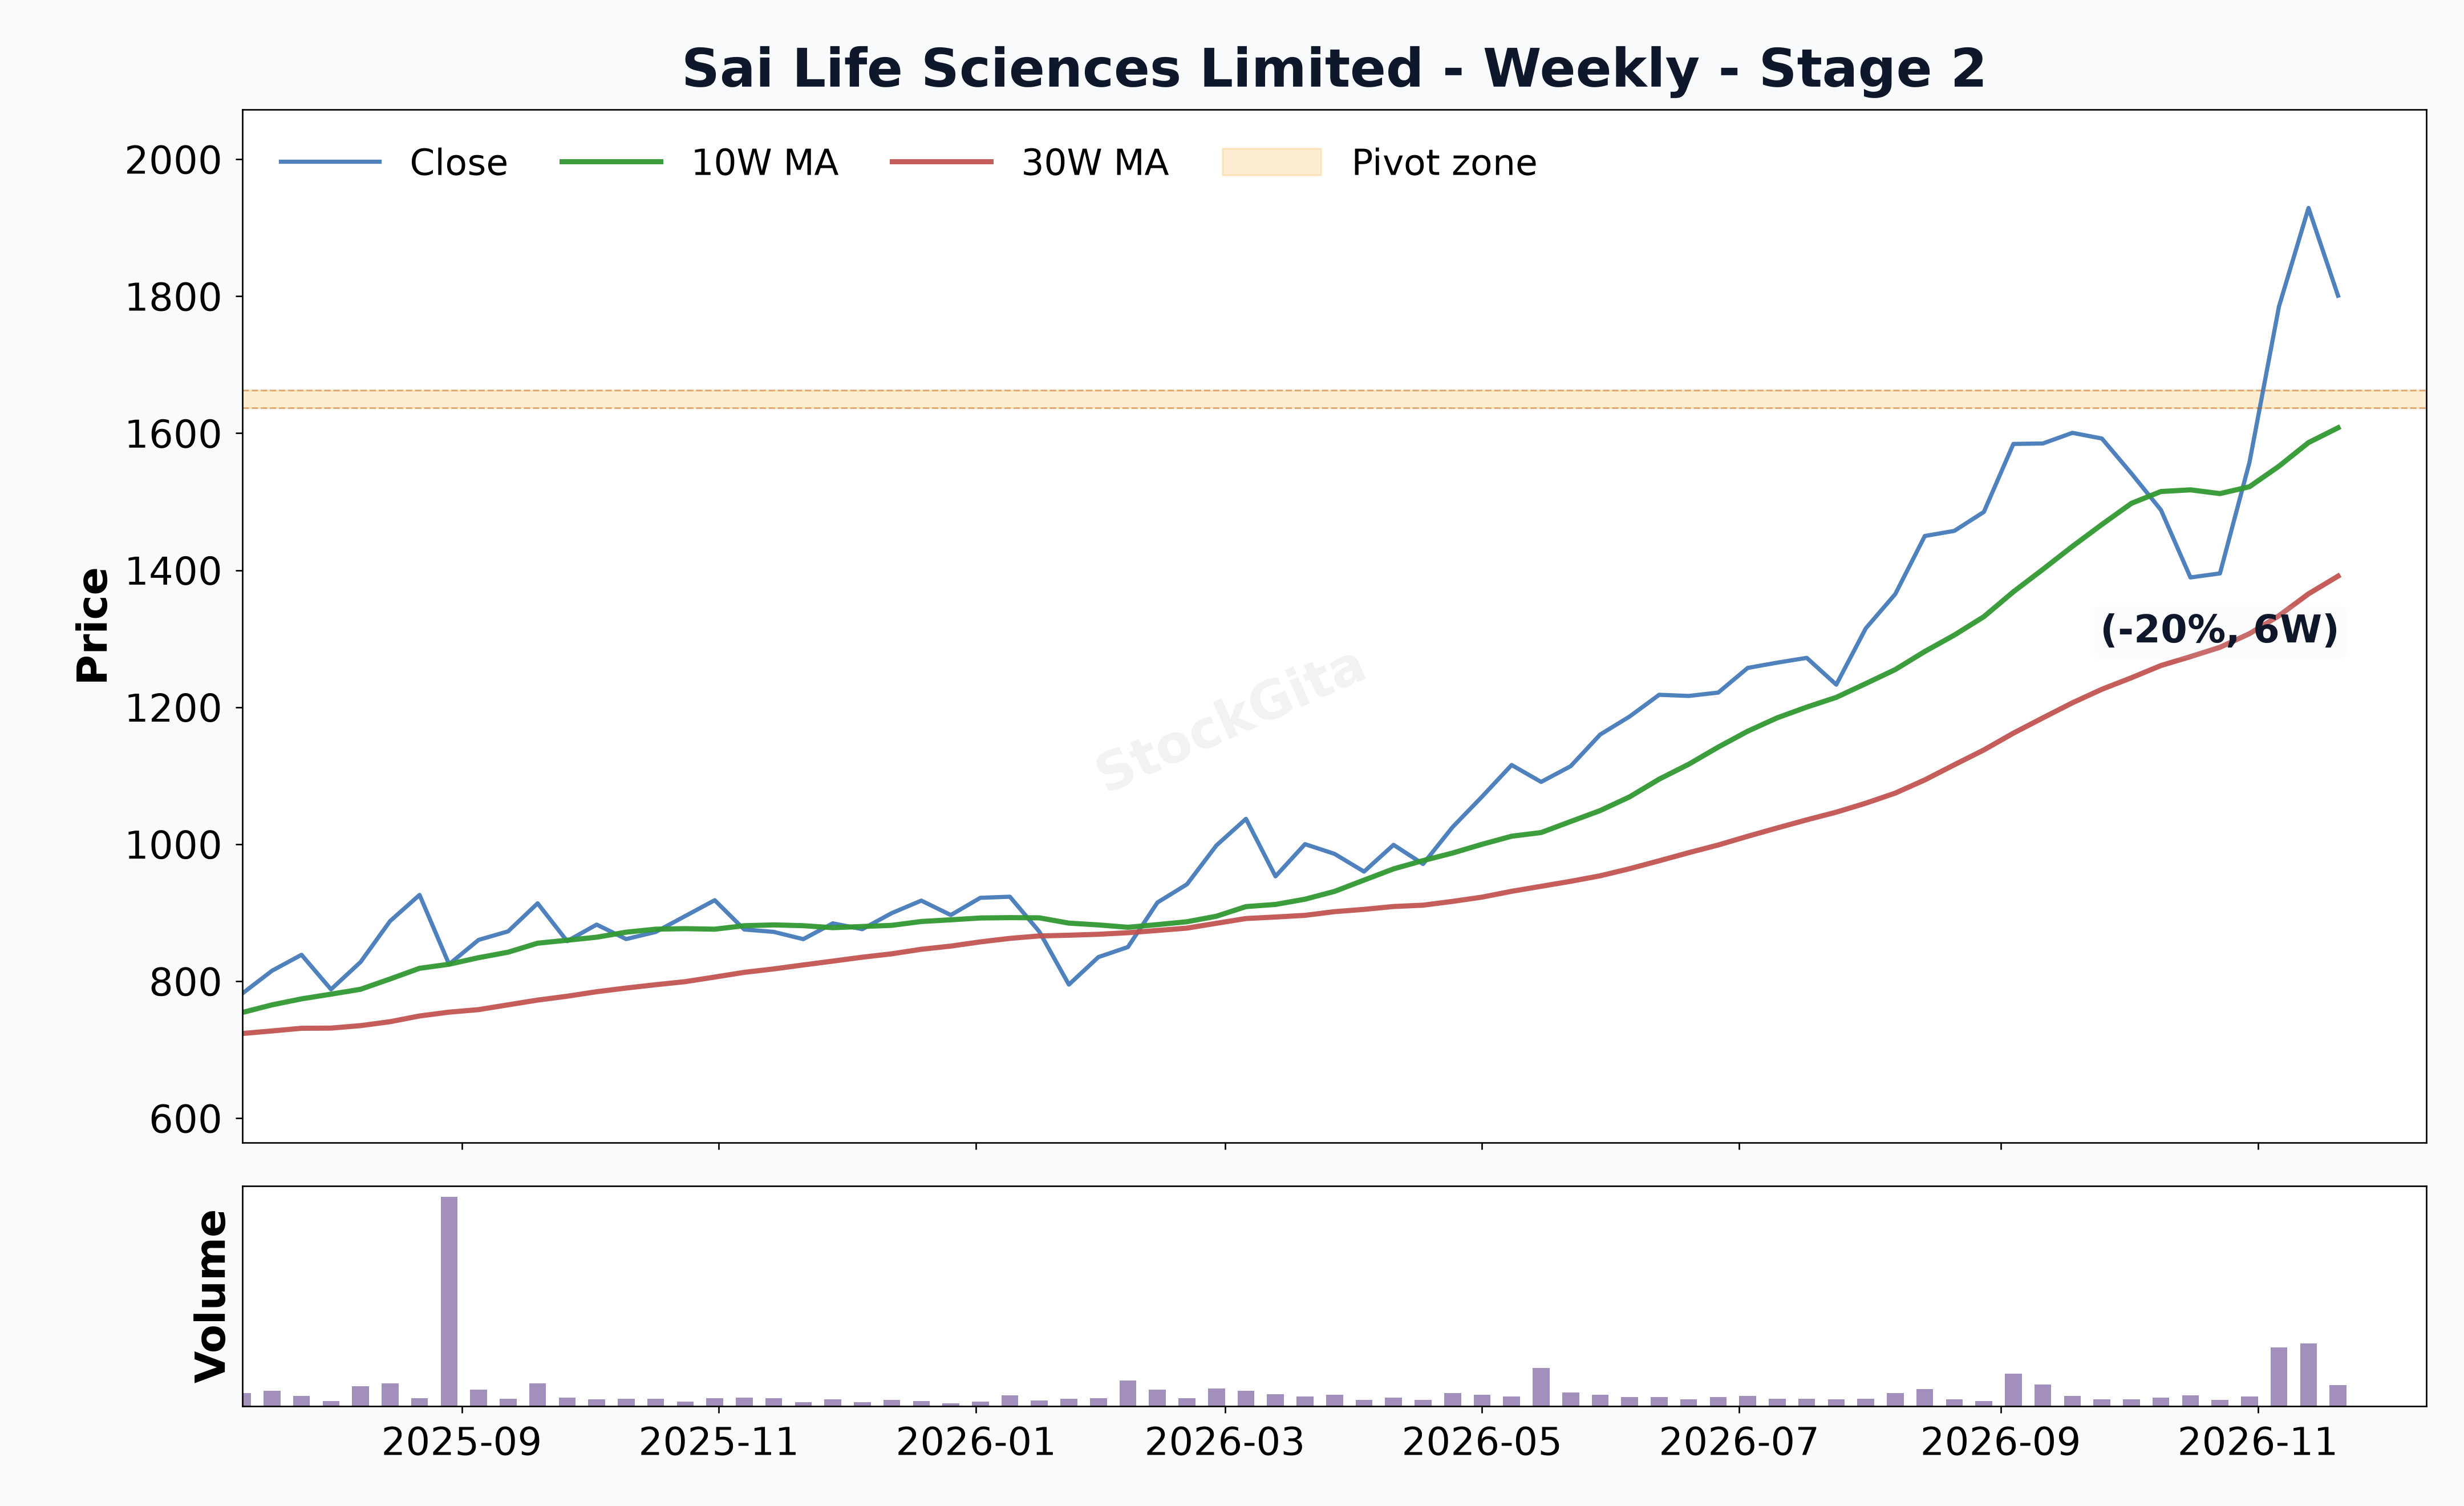 Sai Life Sciences Limited - Weekly - Stage 2
Close
10W MA
30W MA
Pivot zone
Price
2000
1800
1600
1400
1200
1000
800
600
(-20%, 6W)
StockGita
Volume
2025-09
2025-11
2026-01
2026-03
2026-05
2026-07
2026-09
2026-11